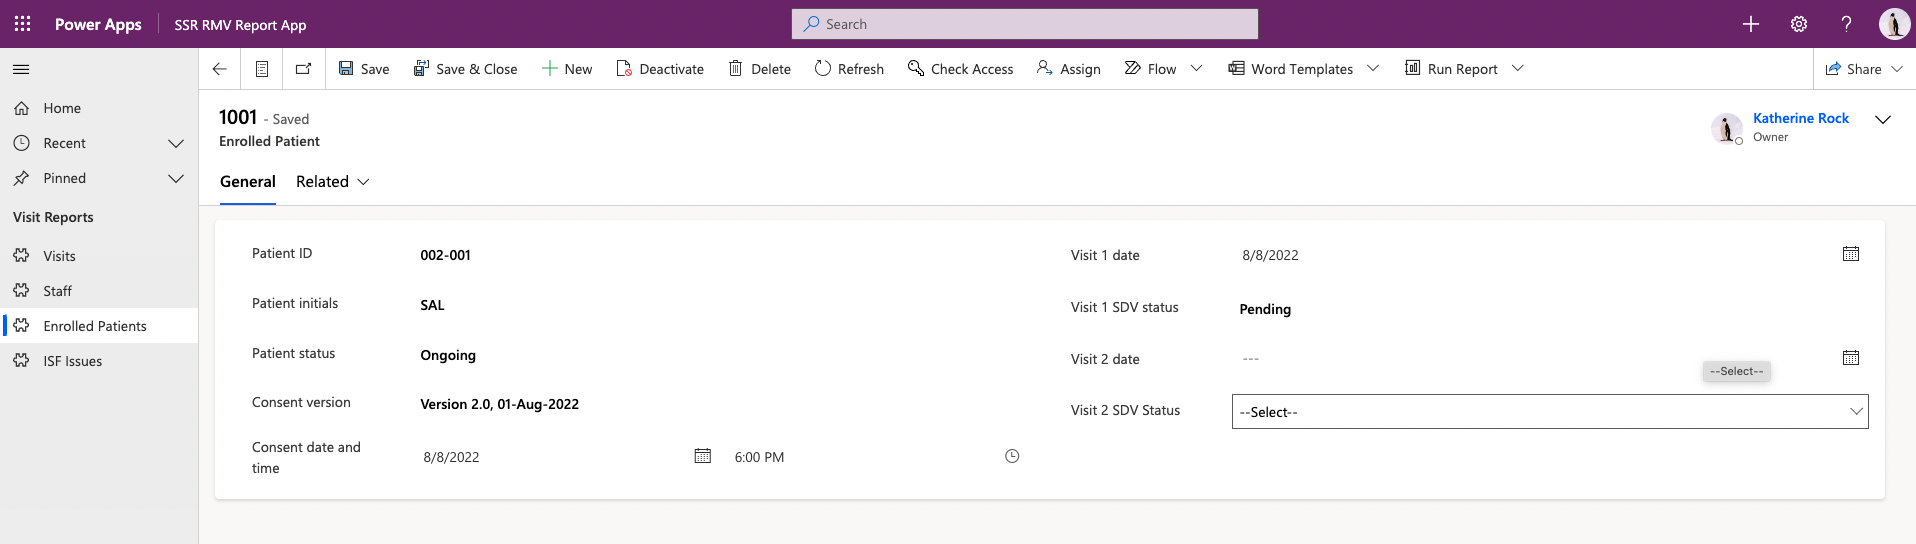 Power Apps
SSR RMV Report App
Search
?
Save
Save & Close
New
Deactivate
Delete
Refresh
Check Access
Assign
Flow
Word Templates
Run Report
Share
Home
Recent
Pinned
Visit Reports
Visits
Staff
Enrolled Patients
ISF Issues
1001 - Saved
Enrolled Patient
Katherine Rock
Owner
General
Related
Patient ID
002-001
Patient initials
SAL
Patient status
Ongoing
Consent version
Version 2.0, 01-Aug-2022
Consent date and
time
8/8/2022
6:00 PM
Visit 1 date
8/8/2022
Visit 1 SDV status
Pending
Visit 2 date
---
--Select--
Visit 2 SDV Status
--Select--